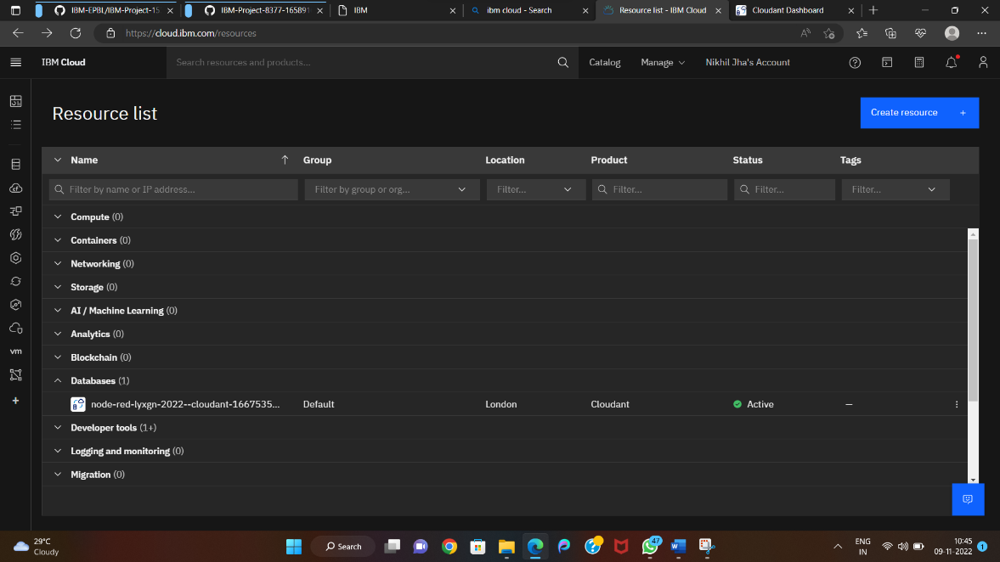 IBM-EPBL/IBM-Project-15
IBM-Project-8377-165891
IBM
ibm cloud - Search
Resource list - IBM Cloud
Cloudant Dashboard
https://cloud.ibm.com/resources
IBM Cloud
Search resources and products...
Catalog
Manage
Nikhil Jha's Account
Resource list
Create resource +
Name Group Location Product Status Tags
Filter by name or IP address... Filter by group or org... Filter... Filter... Filter... Filter...
Compute (0)
Containers (0)
Networking (0)
Storage (0)
AI / Machine Learning (0)
Analytics (0)
Blockchain (0)
Databases (1)
node-red-lyxgn-2022--cloudant-1667535... Default London Cloudant Active –
Developer tools (1+)
Logging and monitoring (0)
Migration (0)
vm
29°C
Cloudy
Search
47
ENG
IN
10:45
09-11-2022
1